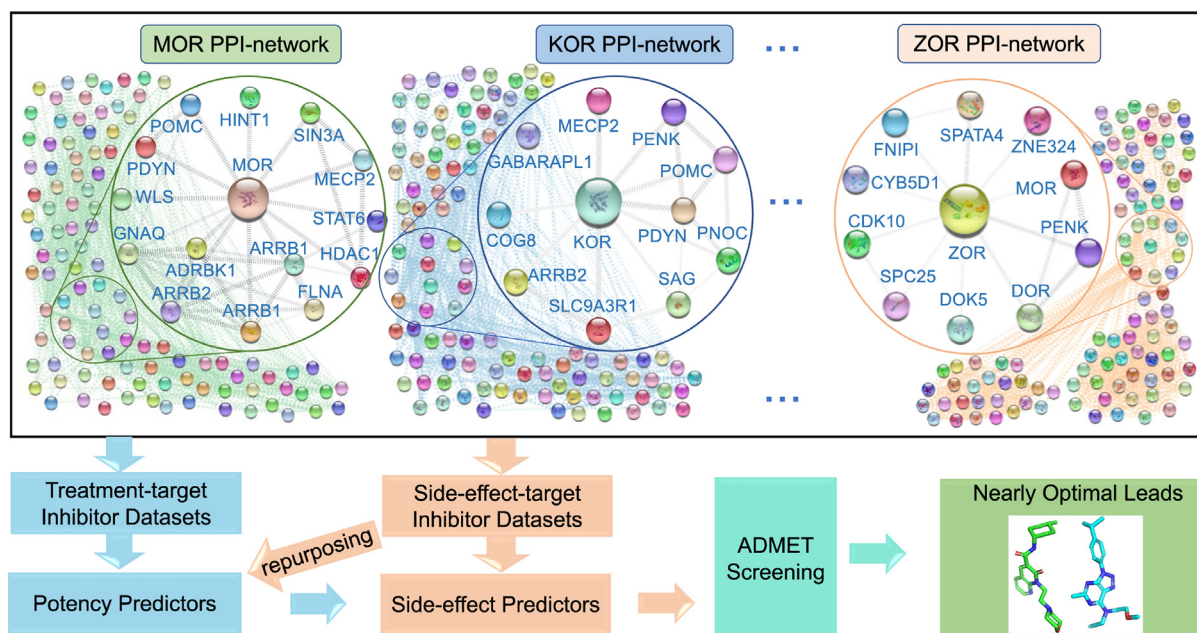 MOR PPI-network
KOR PPI-network
...
ZOR PPI-network
POMC
HINT1
SIN3A
PDYN
MOR
MECP2
WLS
STAT6
GNAQ
ARRB1
HDAC1
ADRBK1
ARRB2
FLNA
ARRB1
MECP2
PENK
GABARAPL1
POMC
COG8
KOR
PDYN
PNOC
ARRB2
SAG
SLC9A3R1
...
SPATA4
FNIPI
ZNE324
CYB5D1
MOR
CDK10
PENK
ZOR
SPC25
DOR
DOK5
...
Treatment-target
Inhibitor Datasets
Side-effect-target
Inhibitor Datasets
repurposing
Potency Predictors
Side-effect Predictors
ADMET
Screening
Nearly Optimal Leads